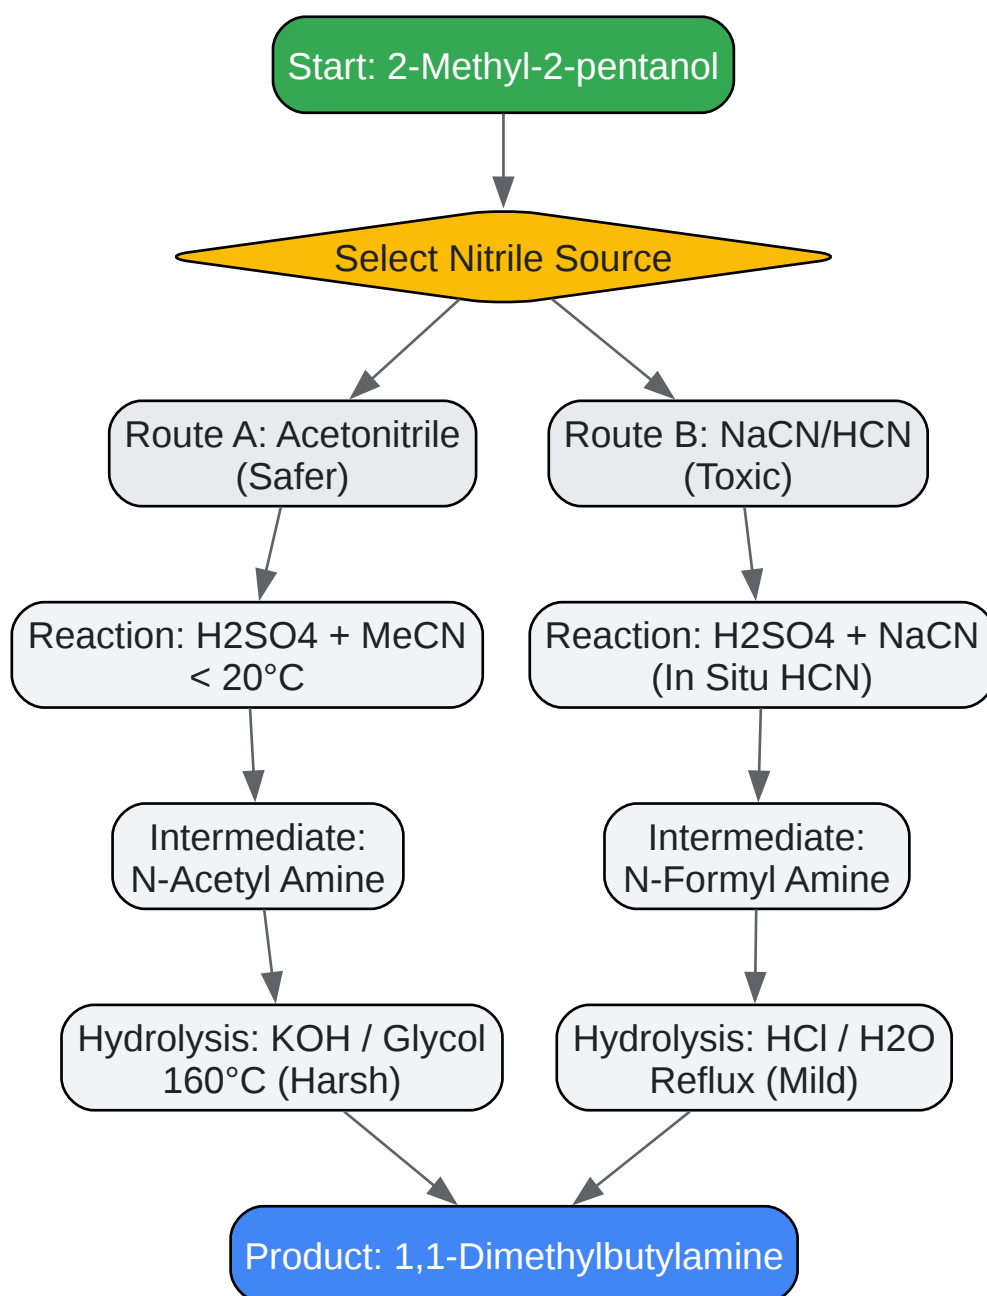 Start: 2-Methyl-2-pentanol
Select Nitrile Source
Route A: Acetonitrile
(Safer)
Route B: NaCN/HCN
(Toxic)
Reaction: H2SO4 + MeCN
< 20°C
Reaction: H2SO4 + NaCN
(In Situ HCN)
Intermediate:
N-Acetyl Amine
Intermediate:
N-Formyl Amine
Hydrolysis: KOH / Glycol
160°C (Harsh)
Hydrolysis: HCl / H2O
Reflux (Mild)
Product: 1,1-Dimethylbutylamine